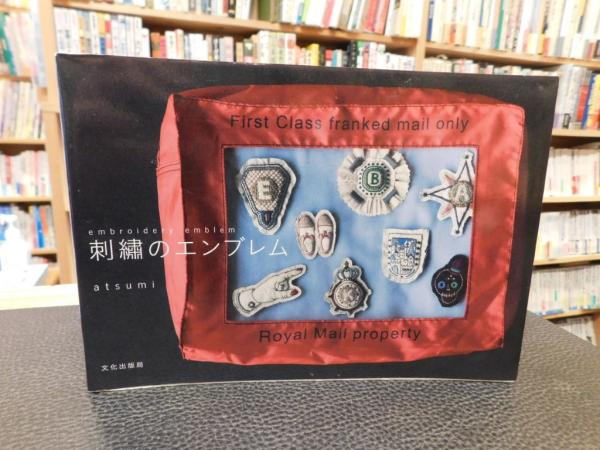 First Class franked mail only
E
B
embroidery emblem
刺繡のエンブレム
atsumi
Royal Mail property
文化出版局